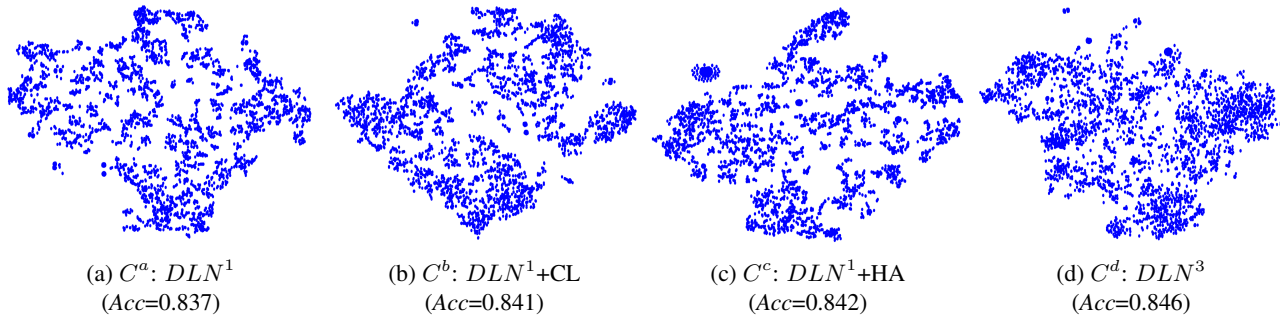 (a) C^a: DLN^1
(Acc=0.837)
(b) C^b: DLN^1+CL
(Acc=0.841)
(c) C^c: DLN^1+HA
(Acc=0.842)
(d) C^d: DLN^3
(Acc=0.846)